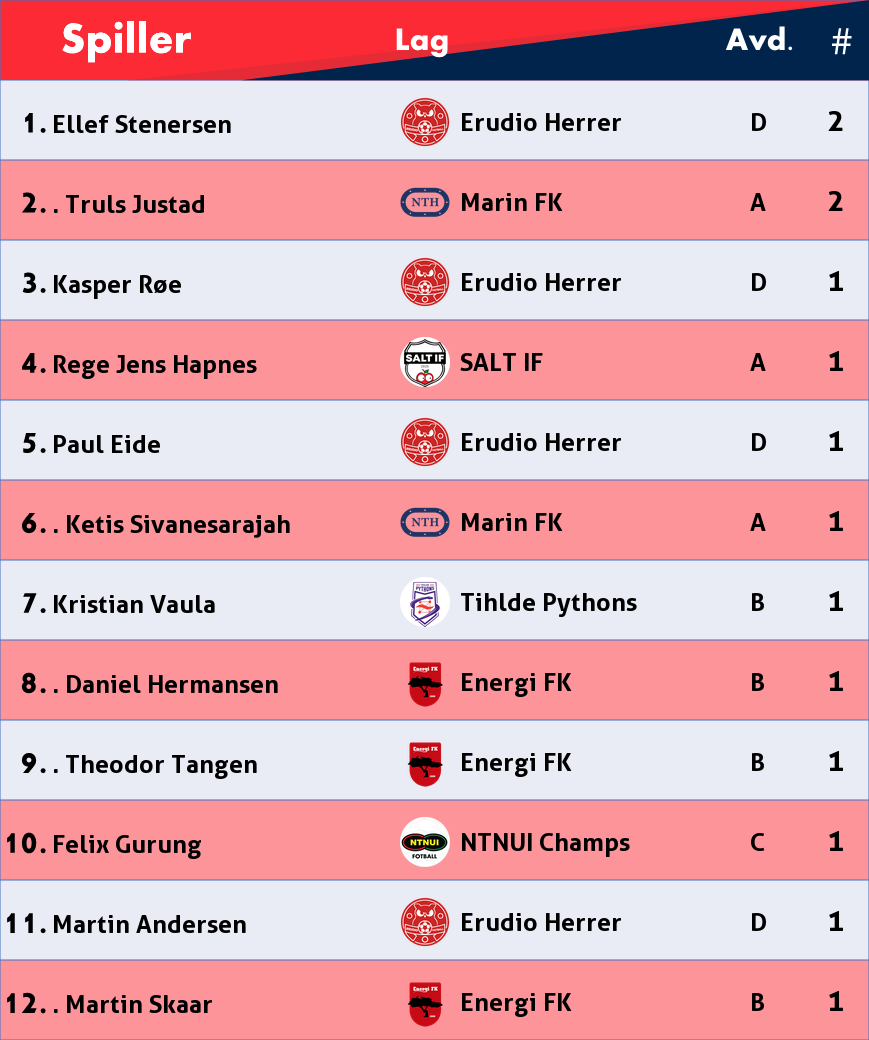 Spiller Lag Avd. #
1. Ellef Stenersen Erudio Herrer D 2
2. . Truls Justad NTH Marin FK A 2
3. Kasper Røe Erudio Herrer D 1
4. Rege Jens Hapnes SALT IF SALT IF A 1
5. Paul Eide Erudio Herrer D 1
6. . Ketis Sivanesarajah NTH Marin FK A 1
7. Kristian Vaula PYTHONS Tihlde Pythons B 1
8. . Daniel Hermansen Energi FK Energi FK B 1
9. . Theodor Tangen Energi FK Energi FK B 1
10. Felix Gurung NTNUI FOTBALL NTNUI Champs C 1
11. Martin Andersen Erudio Herrer D 1
12. . Martin Skaar Energi FK Energi FK B 1